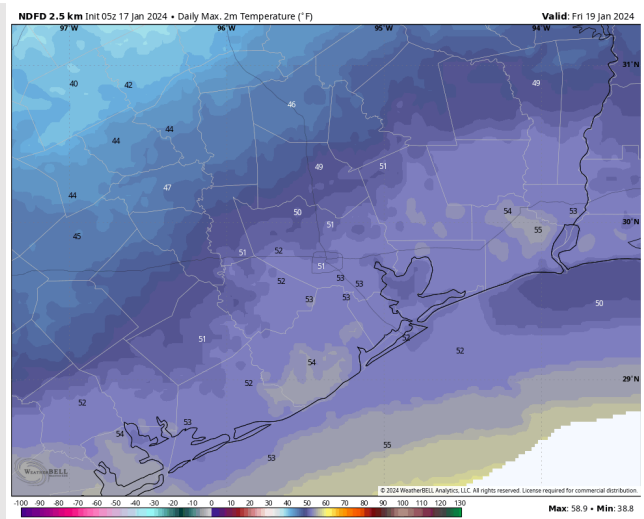 NDFD 2.5 km Init 05z 17 Jan 2024 • Daily Max. 2m Temperature (°F)
Valid: Fri 19 Jan 2024
97°W 96°W 95°W 94°W
31°N
40 42 49
46
44 44
49 51
47
44 50 54 53
30°N
51 55
45
51 52
51
52 53 53
53 53
50
51 52 52
54
29°N
52 52
53
54
55
53
WEATHERBELL
© 2024 WeatherBELL Analytics, LLC. All rights reserved. License required for commercial distribution.
-100 -90 -80 -70 -60 -50 -40 -30 -20 -10 0 10 20 30 40 50 60 70 80 90 100 110 120 130
Max: 58.9 • Min: 38.8